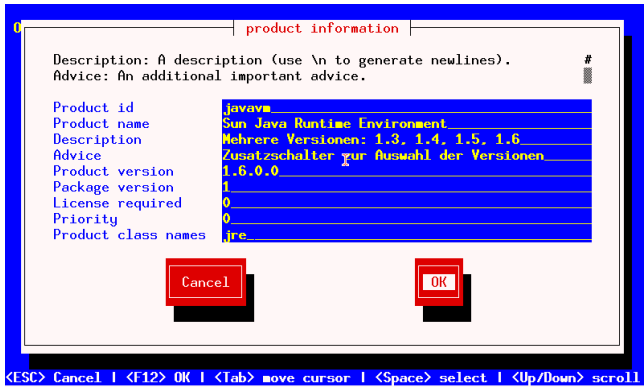 O
product information
Description: A description (use \n to generate newlines). #
Advice: An additional important advice.
Product id javavm
Product name Sun Java Runtime Environment
Description Mehrere Versionen: 1.3, 1.4, 1.5, 1.6
Advice Zusatzschalter zur Auswahl der Versionen
Product version 1.6.0.0
Package version 1
License required 0
Priority 0
Product class names jre
Cancel OK
<ESC> Cancel | <F12> OK | <Tab> move cursor | <Space> select | <Up/Down> scroll